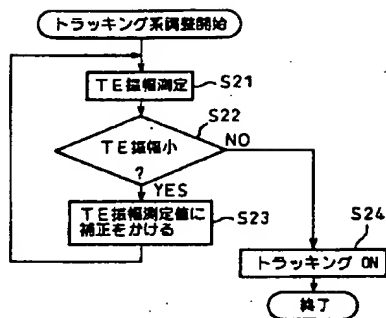 トラッキング系調整開始
TE振幅測定
S21
S22
TE振幅小
?
NO
YES
TE振幅測定値に
補正をかける
S23
S24
トラッキング ON
終了